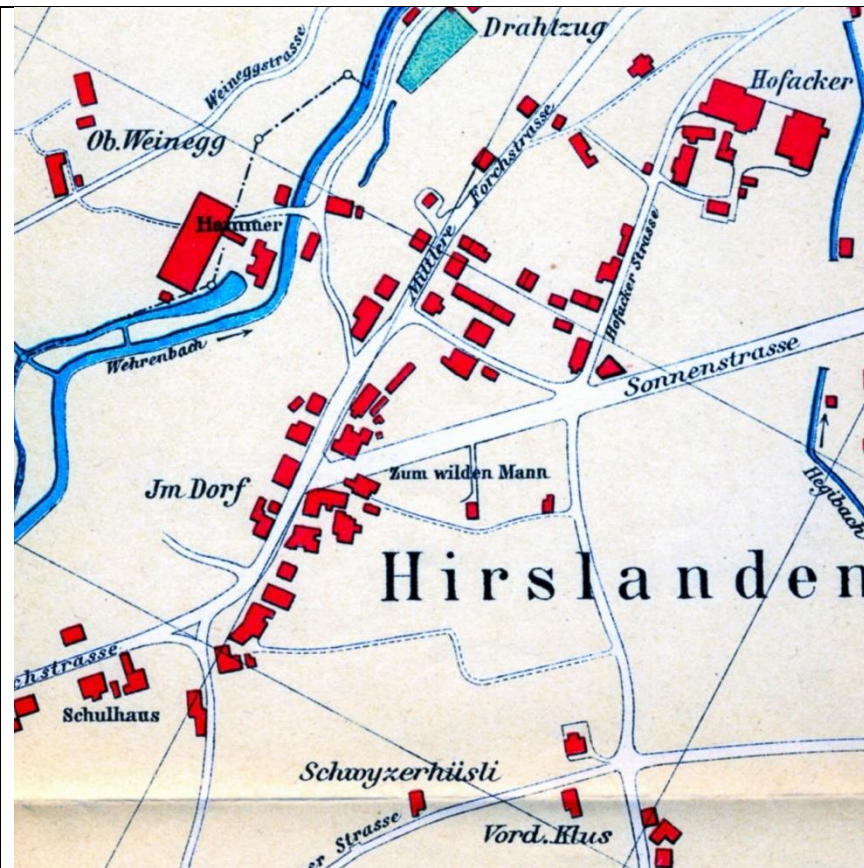 Drahtzug
Weineggstrasse
Hofacker
Ob. Weinegg
Forchstrasse
Hammer
Mittlere
Hofacker Strasse
Wehrenbach
Sonnenstrasse
Zum wilden Mann
Jm Dorf
Hegibach
Hirslanden
chstrasse
Schulhaus
Schwyzerhüsli
er Strasse
Vord. Klus